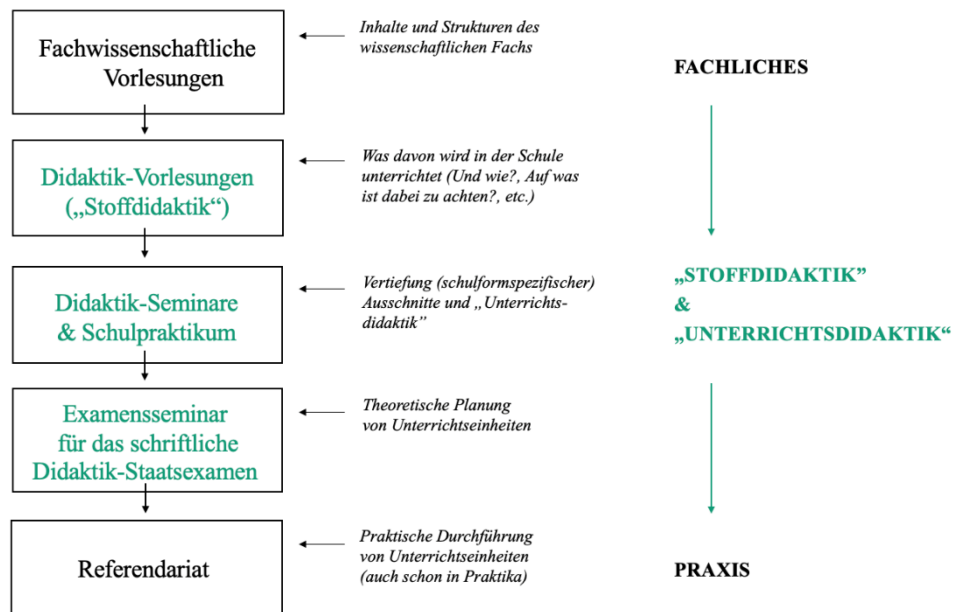 Fachwissenschaftliche
Vorlesungen
Inhalte und Strukturen des
wissenschaftlichen Fachs
FACHLICHES
Didaktik-Vorlesungen
(„Stoffdidaktik“)
Was davon wird in der Schule
unterrichtet (Und wie?, Auf was
ist dabei zu achten?, etc.)
Didaktik-Seminare
& Schulpraktikum
Vertiefung (schulformspezifischer)
Ausschnitte und „Unterrichts-
didaktik”
„STOFFDIDAKTIK”
&
„UNTERRICHTSDIDAKTIK“
Examensseminar
für das schriftliche
Didaktik-Staatsexamen
Theoretische Planung
von Unterrichtseinheiten
Referendariat
Praktische Durchführung
von Unterrichtseinheiten
(auch schon in Praktika)
PRAXIS